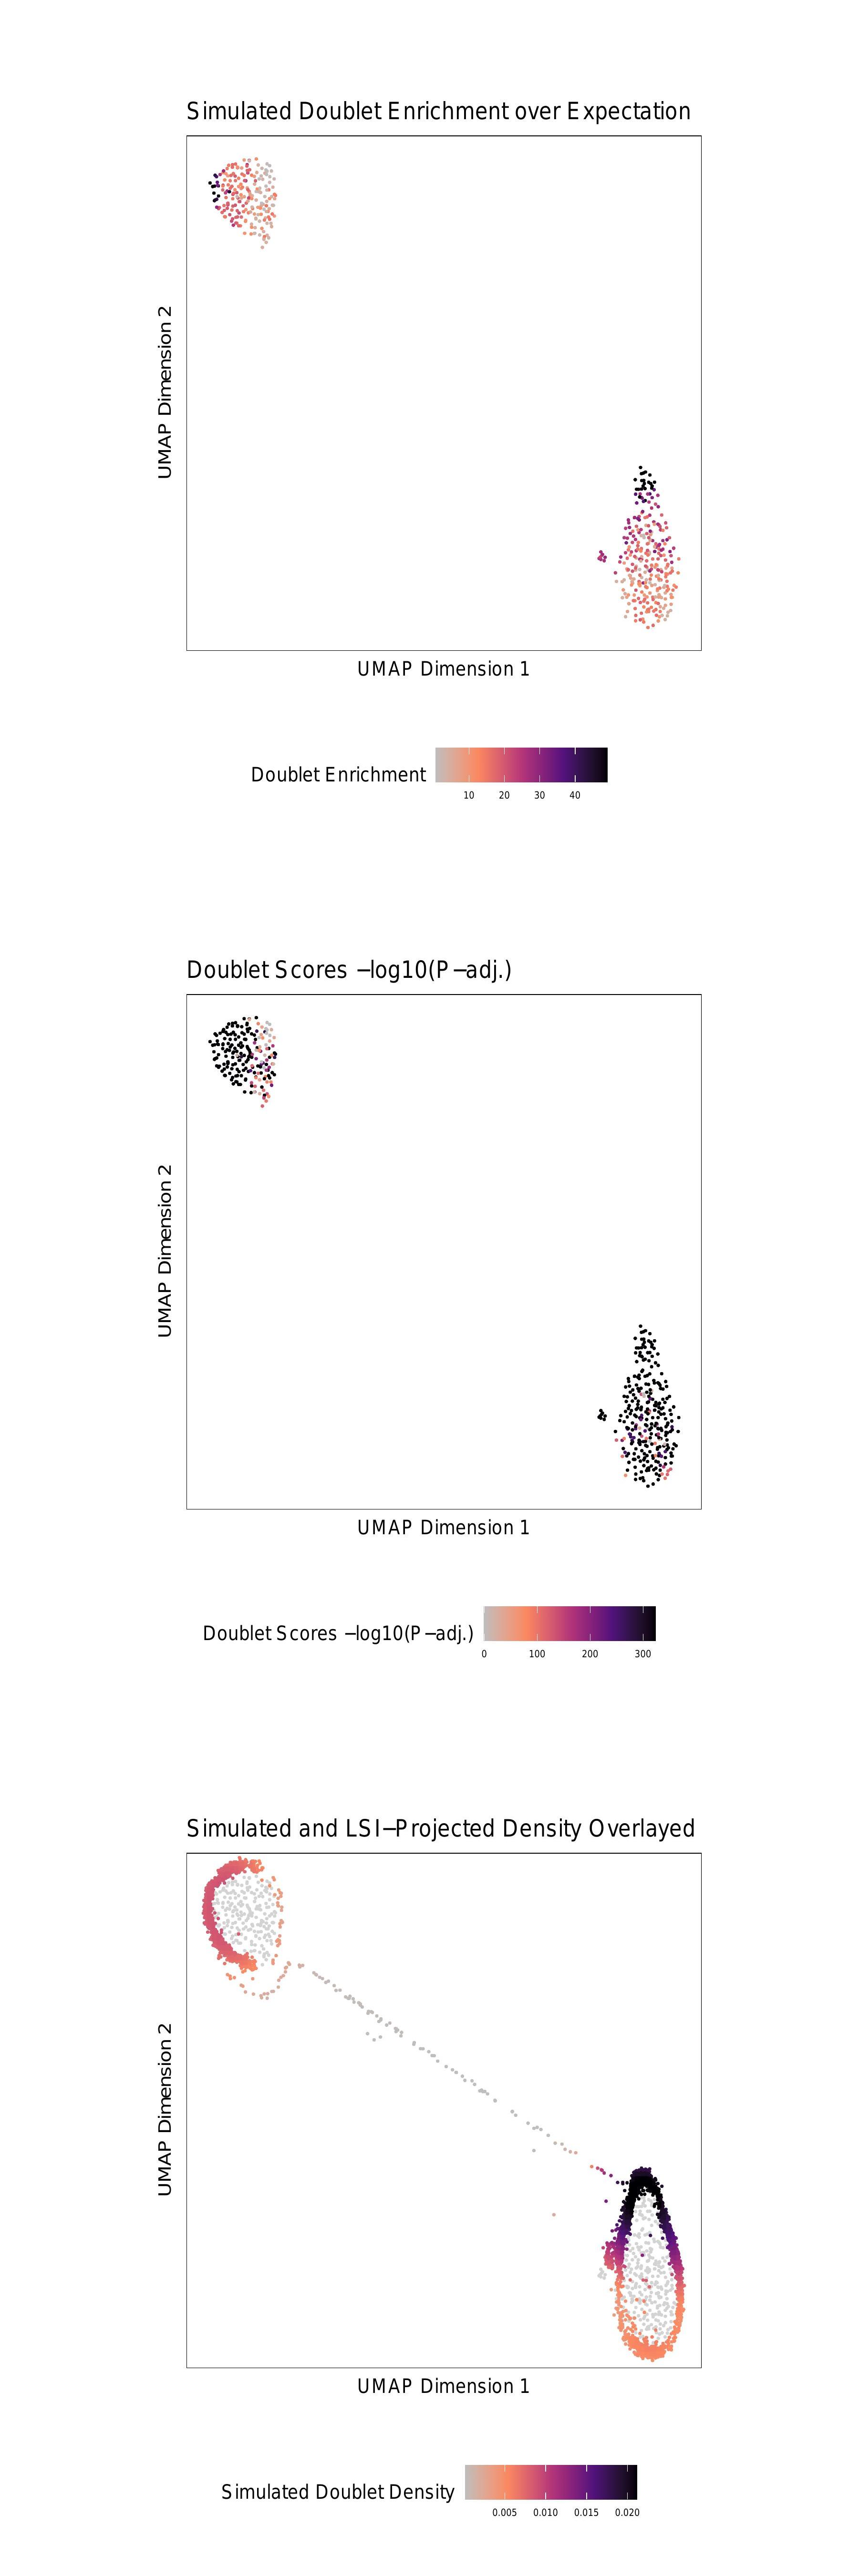 Simulated Doublet Enrichment over Expectation
UMAP Dimension 2
UMAP Dimension 1
Doublet Enrichment
10 20 30 40
Doublet Scores −log10(P−adj.)
UMAP Dimension 2
UMAP Dimension 1
Doublet Scores −log10(P−adj.)
0 100 200 300
Simulated and LSI−Projected Density Overlayed
UMAP Dimension 2
UMAP Dimension 1
Simulated Doublet Density
0.005 0.010 0.015 0.020